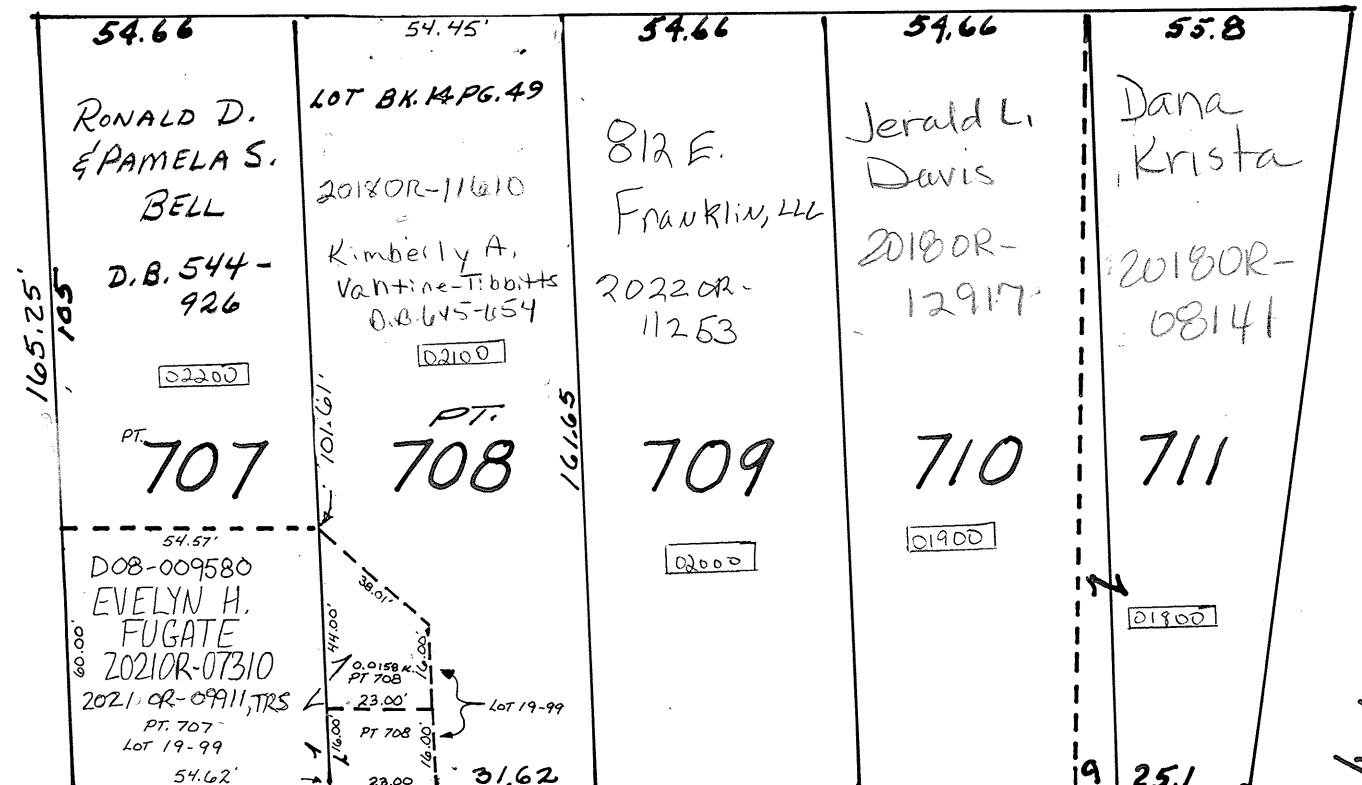 54.66
RONALD D.
& PAMELA S.
BELL
D.B. 544-
926
02200
165.25'
105
PT.
707
54.57'
D08-009580
EVELYN H.
FUGATE
2021OR-07310
2021 OR-09911, TRS
PT. 707
LOT 19-99
60.00'
54.62'
54.45'
LOT BK. 14 PG. 49
2018OR-11610
Kimberly A.
Vantine-Tibbitts
D.B. 645-654
02100
PT.
708
101.61'
161.65
38.01'
44.00'
16.00'
0.0158 A.
PT 708
23.00'
LOT 19-99
16.00'
PT 708
16.00'
23.00
31.62
54.66
812 E.
Franklin, LLC
2022OR-
11253
709
02000
54.66
Jerald L.
Davis
2018OR-
12917
710
01900
55.8
Dana
Krista
2018OR-
08141
711
01800
9
25.1